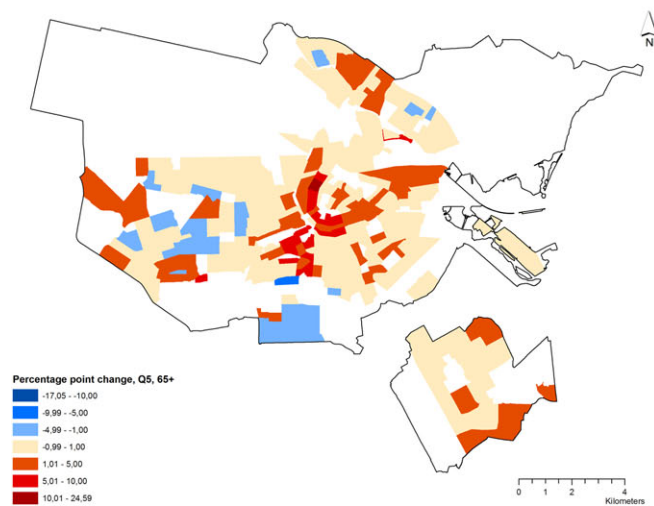 N
Percentage point change, Q5, 65+
-17,05 - -10,00
-9,99 - -5,00
-4,99 - -1,00
-0,99 - 1,00
1,01 - 5,00
5,01 - 10,00
10,01 - 24,59
0 1 2 4
Kilometers